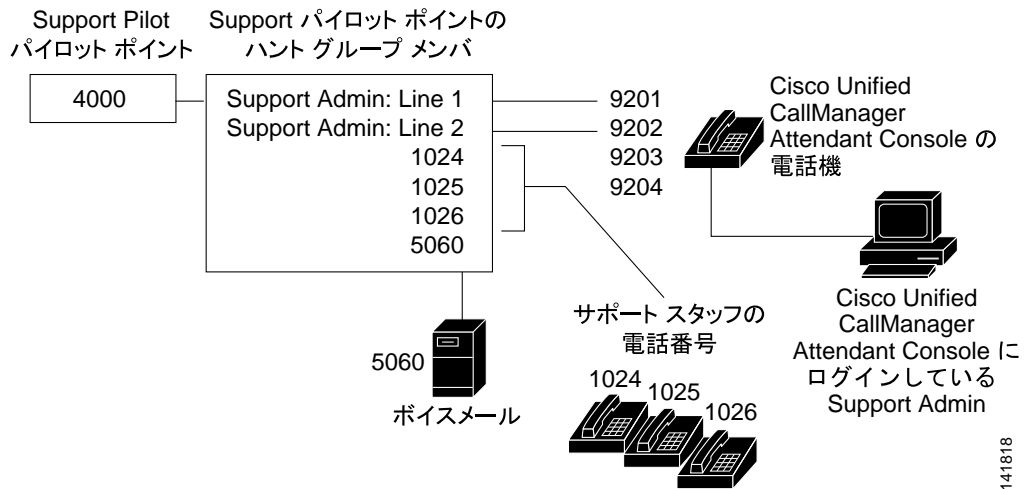 Support Pilot
パイロット ポイント
Support パイロット ポイントの
ハント グループ メンバ
4000
Support Admin: Line 1
Support Admin: Line 2
1024
1025
1026
5060
9201
9202
9203
9204
Cisco Unified
CallManager
Attendant Console の
電話機
Cisco Unified
CallManager
Attendant Console に
ログインしている
Support Admin
サポート スタッフの
電話番号
1024
1025
1026
5060
ボイスメール
141818